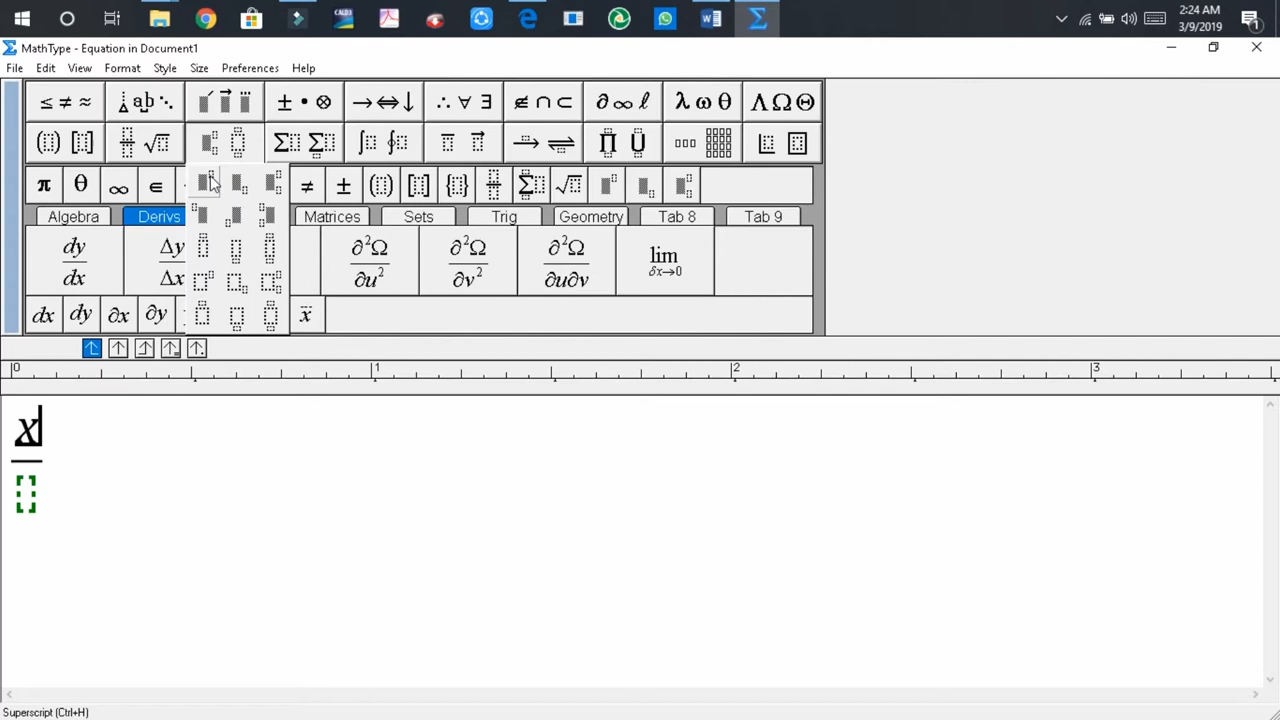 2:24 AM
3/9/2019
MathType - Equation in Document1
File Edit View Format Style Size Preferences Help
≤ ≠ ≈ ± • ⊗ → ⇔ ↓ ∴ ∀ ∃ ∉ ∩ ⊂ ∂ ∞ ℓ λ ω θ Λ Ω Θ
π θ ∞ ∈ ≠ ±
Algebra Derivs Matrices Sets Trig Geometry Tab 8 Tab 9
dy/dx Δy/Δx ∂²Ω/∂u² ∂²Ω/∂v² ∂²Ω/∂u∂v lim δx→0
dx dy ∂x ∂y ẍ
0 1 2 3
x
Superscript (Ctrl+H)